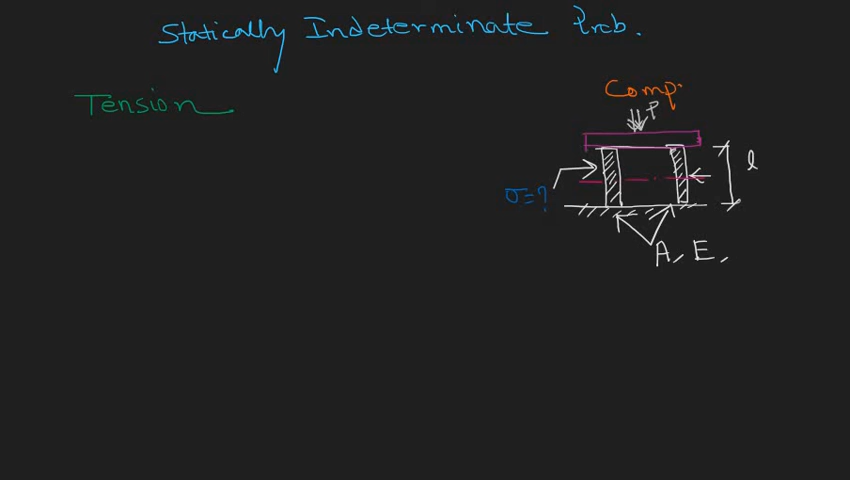 Statically Indeterminate Prob.
Tension
Comp.
P
l
σ=?
A, E,